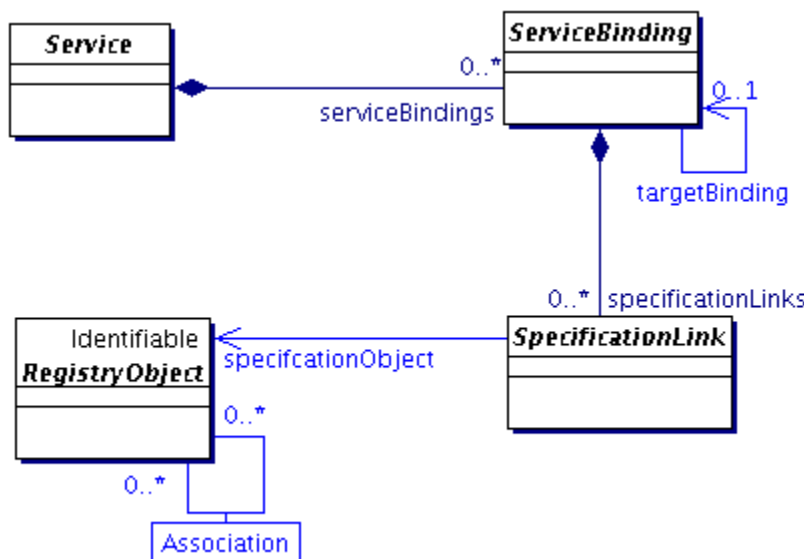 Service
ServiceBinding
0..*
serviceBindings
0..1
targetBinding
0..*
specificationLinks
Identifiable
RegistryObject
specifcationObject
SpecificationLink
0..*
0..*
Association